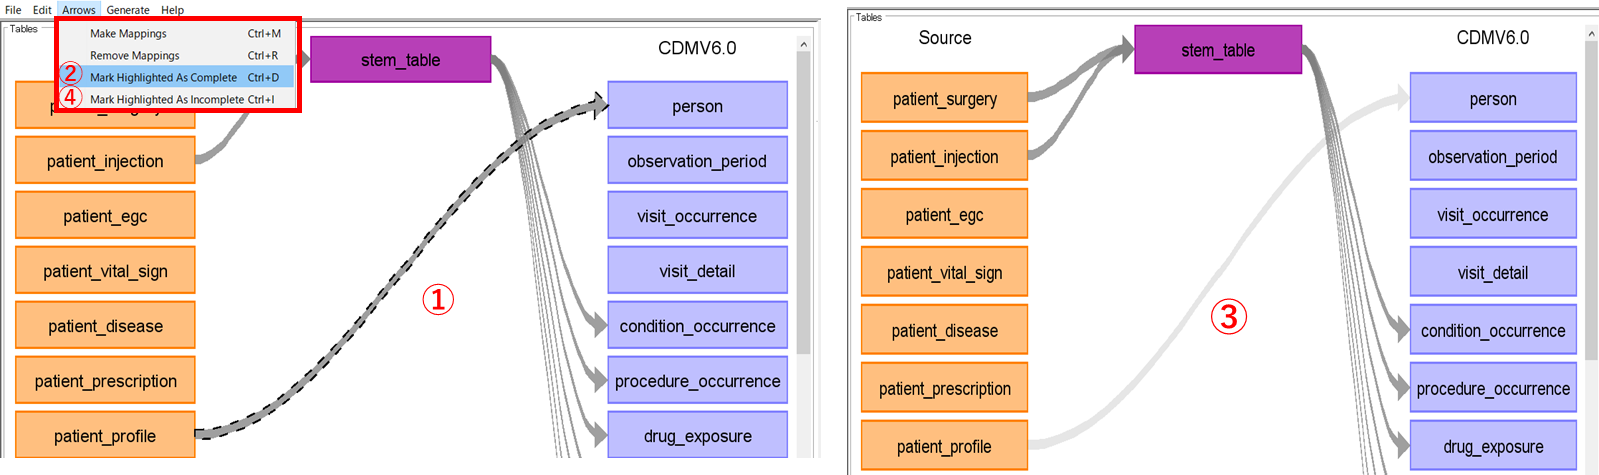 File Edit Arrows Generate Help
Tables
Make Mappings Ctrl+M
Remove Mappings Ctrl+R
② Mark Highlighted As Complete Ctrl+D
④ Mark Highlighted As Incomplete Ctrl+I
stem_table
CDMV6.0
patient_injection
patient_egc
patient_vital_sign
patient_disease
patient_prescription
patient_profile
①
person
observation_period
visit_occurrence
visit_detail
condition_occurrence
procedure_occurrence
drug_exposure
Tables
Source
stem_table
CDMV6.0
patient_surgery
patient_injection
patient_egc
patient_vital_sign
patient_disease
patient_prescription
patient_profile
③
person
observation_period
visit_occurrence
visit_detail
condition_occurrence
procedure_occurrence
drug_exposure